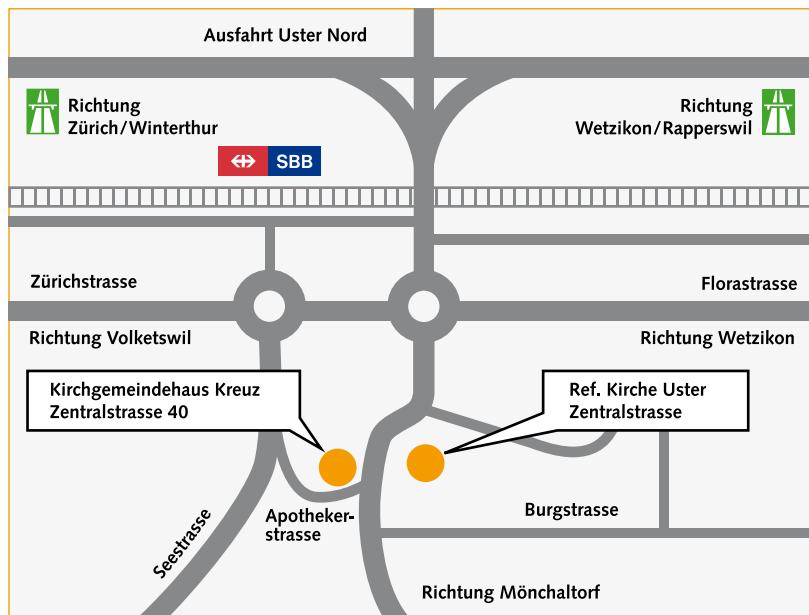 Ausfahrt Uster Nord
Richtung
Zürich/Winterthur
Richtung
Wetzikon/Rapperswil
SBB
Zürichstrasse
Florastrasse
Richtung Volketswil
Richtung Wetzikon
Kirchgemeindehaus Kreuz
Zentralstrasse 40
Ref. Kirche Uster
Zentralstrasse
Seestrasse
Apotheker-
strasse
Burgstrasse
Richtung Mönchaltorf